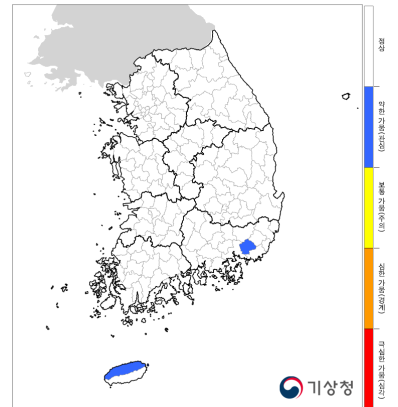 정상
약한 가뭄(관심)
보통 가뭄(주의)
심한 가뭄(경계)
극심한 가뭄(심각)
기상청